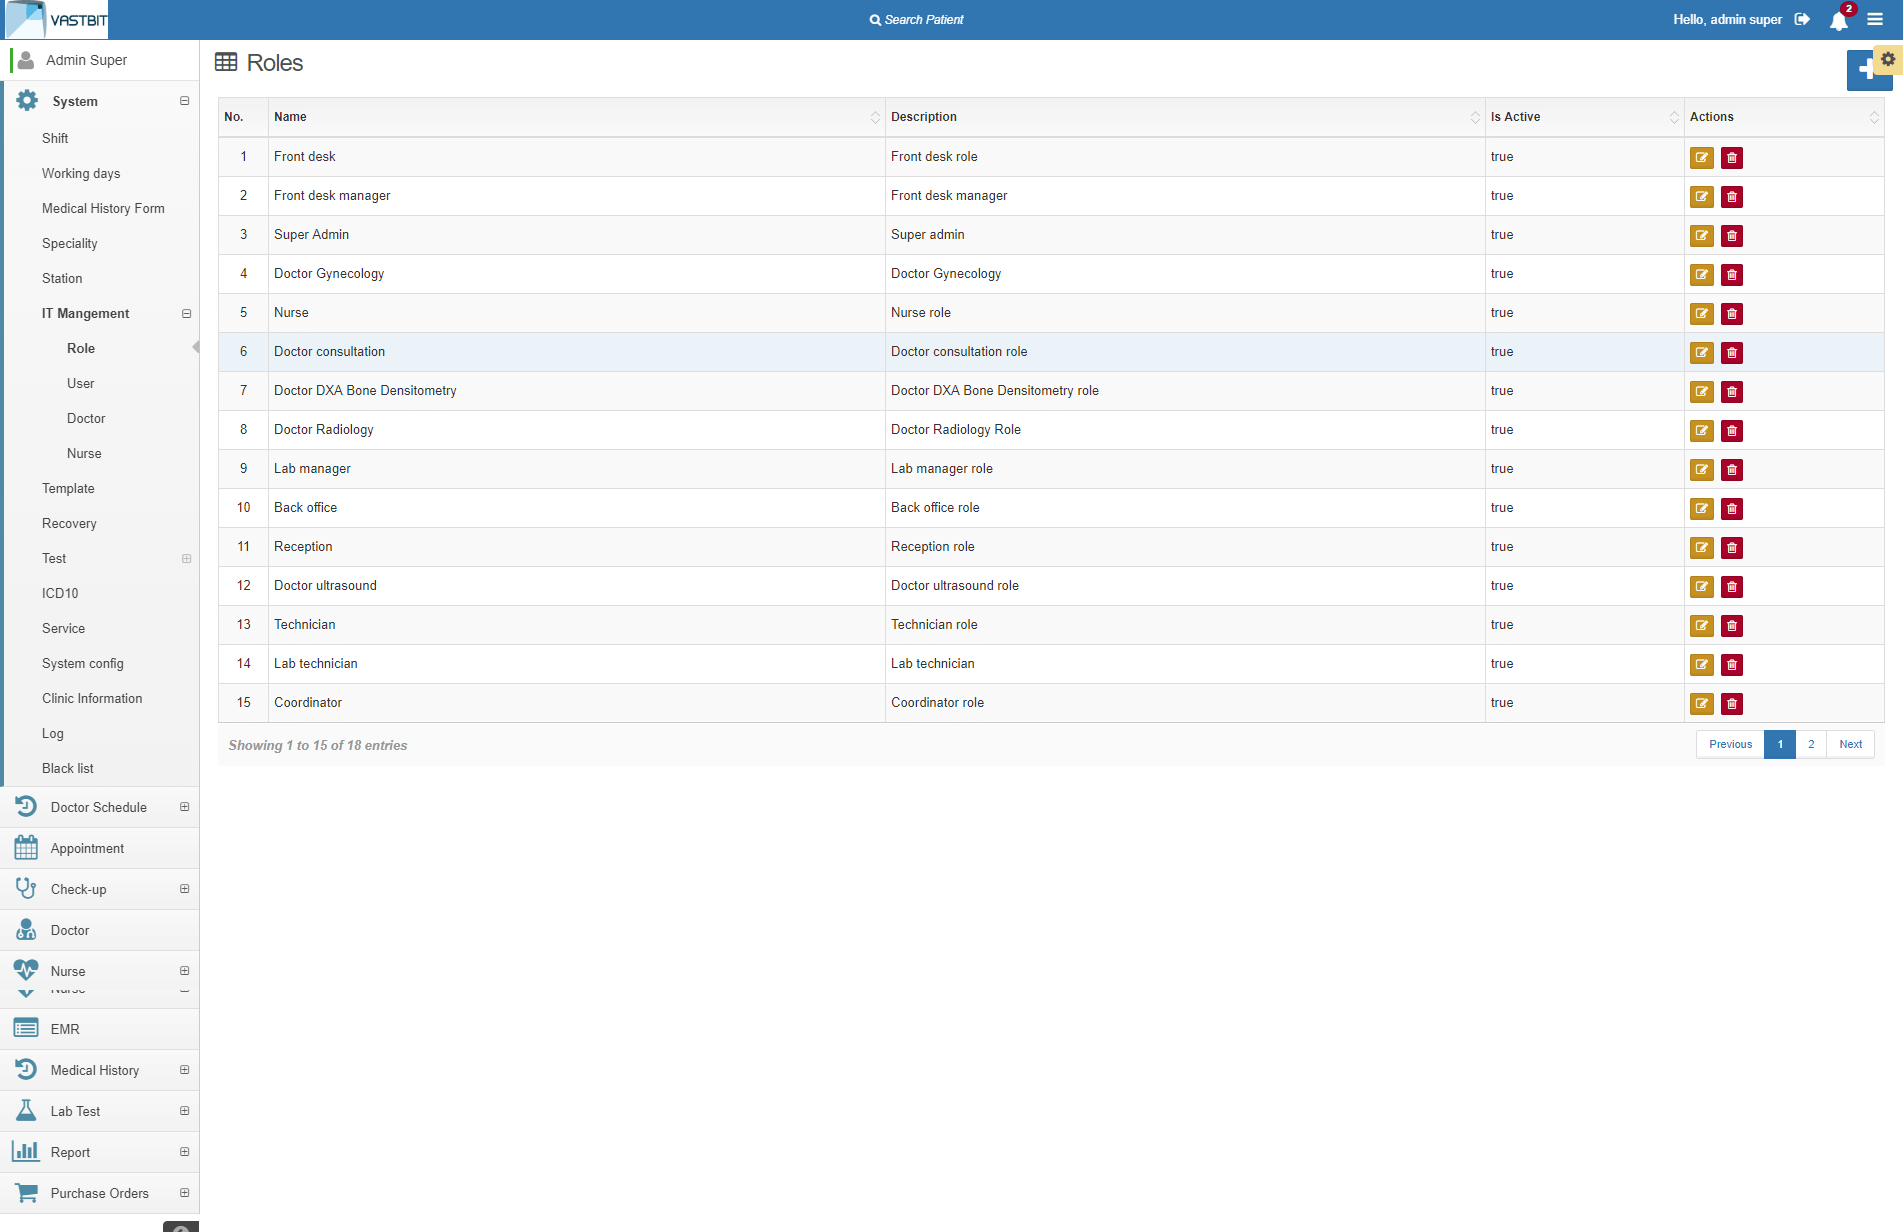 VASTBIT
Search Patient
Hello, admin super
2
Admin Super
System
Shift
Working days
Medical History Form
Speciality
Station
IT Mangement
Role
User
Doctor
Nurse
Template
Recovery
Test
ICD10
Service
System config
Clinic Information
Log
Black list
Doctor Schedule
Appointment
Check-up
Doctor
Nurse
Nurse
EMR
Medical History
Lab Test
Report
Purchase Orders
Roles
No. Name Description Is Active Actions
1 Front desk Front desk role true
2 Front desk manager Front desk manager true
3 Super Admin Super admin true
4 Doctor Gynecology Doctor Gynecology true
5 Nurse Nurse role true
6 Doctor consultation Doctor consultation role true
7 Doctor DXA Bone Densitometry Doctor DXA Bone Densitometry role true
8 Doctor Radiology Doctor Radiology Role true
9 Lab manager Lab manager role true
10 Back office Back office role true
11 Reception Reception role true
12 Doctor ultrasound Doctor ultrasound role true
13 Technician Technician role true
14 Lab technician Lab technician true
15 Coordinator Coordinator role true
Showing 1 to 15 of 18 entries
Previous 1 2 Next